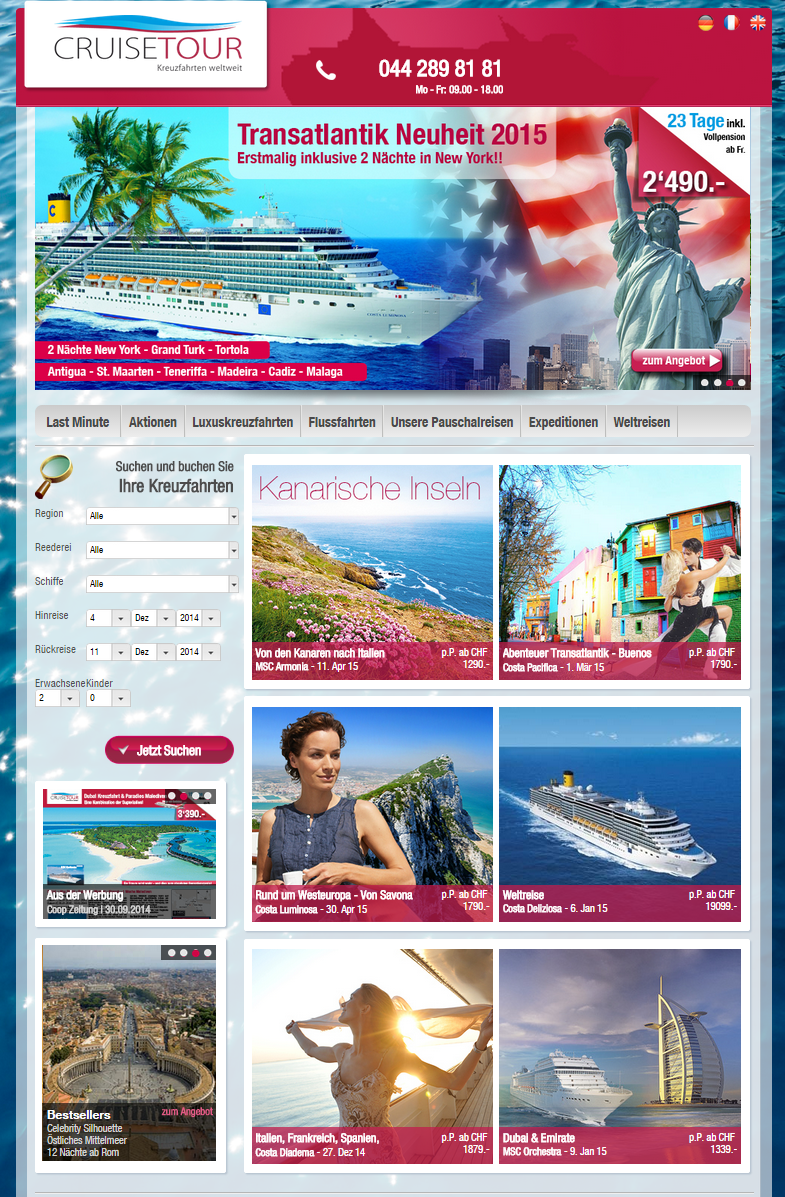 CRUISETOUR
Kreuzfahrten weltweit
044 289 81 81
Mo - Fr: 09.00 - 18.00
Transatlantik Neuheit 2015
Erstmalig inklusive 2 Nächte in New York!!
23 Tage inkl.
Vollpension
ab Fr.
2'490.-
C
COSTA LUMINOSA
2 Nächte New York - Grand Turk - Tortola
Antigua - St. Maarten - Teneriffa - Madeira - Cadiz - Malaga
zum Angebot
Last Minute
Aktionen
Luxuskreuzfahrten
Flussfahrten
Unsere Pauschalreisen
Expeditionen
Weltreisen
Suchen und buchen Sie
Ihre Kreuzfahrten
Region Alle
Reederei Alle
Schiffe Alle
Hinreise 4 Dez 2014
Rückreise 11 Dez 2014
Erwachsene Kinder
2 0
Jetzt Suchen
CRUISETOUR
Dubai Kreuzfahrt & Paradies Malediven
Ihre Kombination der Superlative!
3'390.-
Aus der Werbung
Coop Zeitung | 30.09.2014
Bestsellers
zum Angebot
Celebrity Silhouette
Östliches Mittelmeer
12 Nächte ab Rom
Kanarische Inseln
Von den Kanaren nach Italien p.P. ab CHF
MSC Armonia - 11. Apr 15 1290.-
Abenteuer Transatlantik - Buenos p.P. ab CHF
Costa Pacifica - 1. Mär 15 1790.-
Rund um Westeuropa - Von Savona p.P. ab CHF
Costa Luminosa - 30. Apr 15 1790.-
Weltreise p.P. ab CHF
Costa Deliziosa - 6. Jan 15 19099.-
Italien, Frankreich, Spanien, p.P. ab CHF
Costa Diadema - 27. Dez 14 1879.-
Dubai & Emirate p.P. ab CHF
MSC Orchestra - 9. Jan 15 1339.-